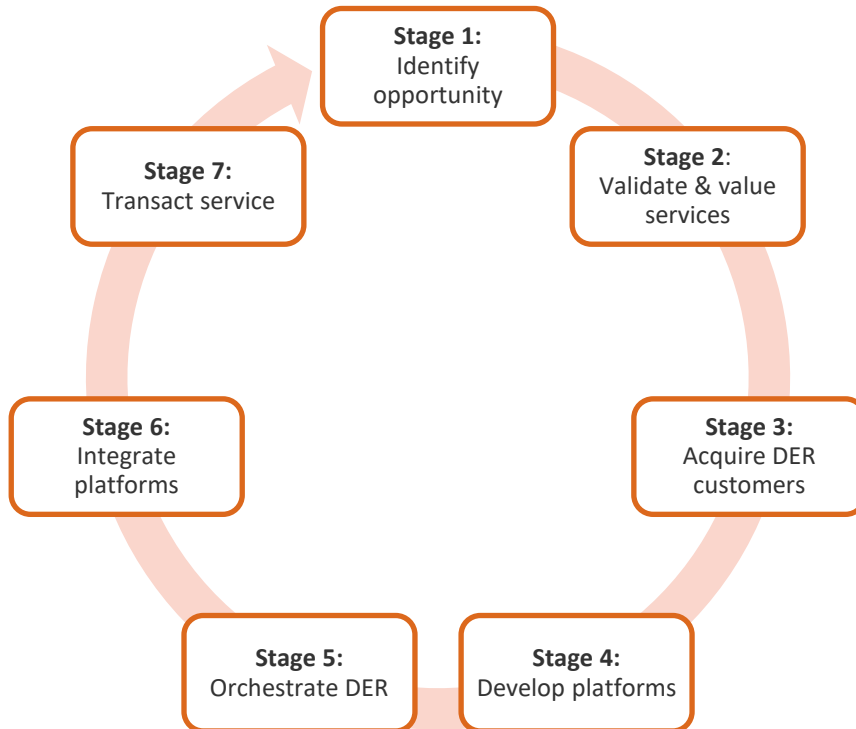 Stage 1:
Identify
opportunity
Stage 2:
Validate & value
services
Stage 3:
Acquire DER
customers
Stage 4:
Develop platforms
Stage 5:
Orchestrate DER
Stage 6:
Integrate
platforms
Stage 7:
Transact service